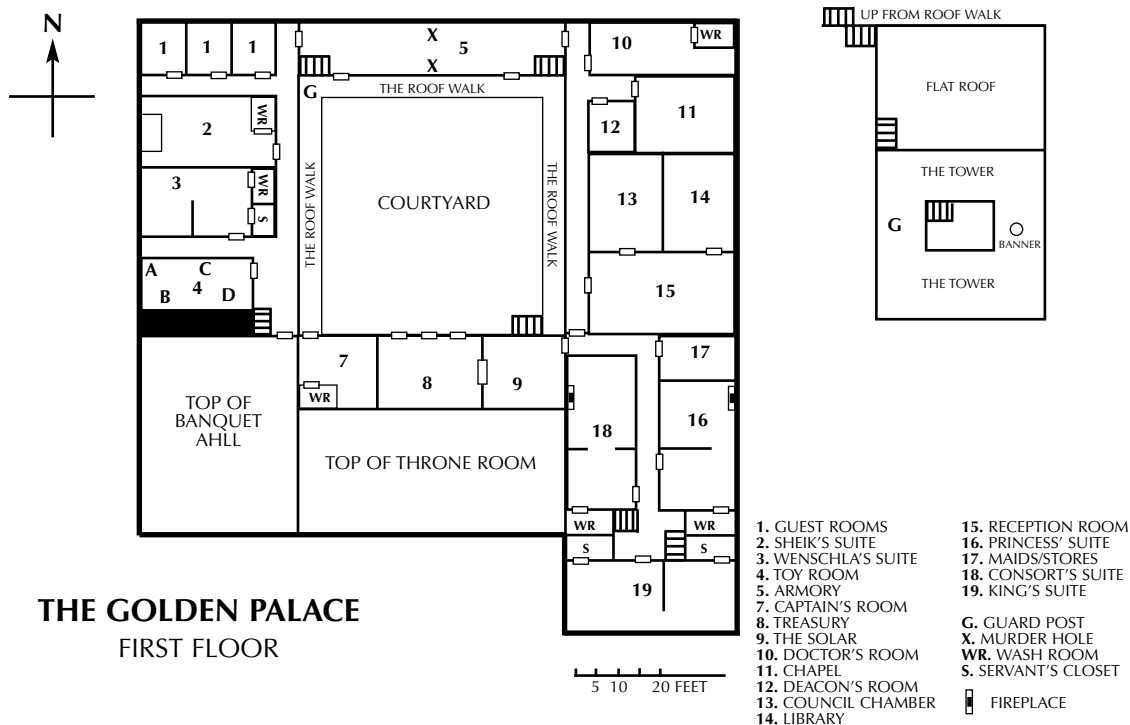 N
1 1 1
X
5
X
10
WR
G
THE ROOF WALK
2
WR
12
11
3
WR
S
THE ROOF WALK
COURTYARD
THE ROOF WALK
13
14
A
C
B
4
D
15
7
WR
8
9
17
TOP OF
BANQUET
AHLL
TOP OF THRONE ROOM
18
16
WR
S
WR
S
19
UP FROM ROOF WALK
FLAT ROOF
THE TOWER
G
BANNER
THE TOWER
THE GOLDEN PALACE
FIRST FLOOR
5 10 20 FEET
1. GUEST ROOMS
2. SHEIK'S SUITE
3. WENSCHLA'S SUITE
4. TOY ROOM
5. ARMORY
7. CAPTAIN'S ROOM
8. TREASURY
9. THE SOLAR
10. DOCTOR'S ROOM
11. CHAPEL
12. DEACON'S ROOM
13. COUNCIL CHAMBER
14. LIBRARY
15. RECEPTION ROOM
16. PRINCESS' SUITE
17. MAIDS/STORES
18. CONSORT'S SUITE
19. KING'S SUITE
G. GUARD POST
X. MURDER HOLE
WR. WASH ROOM
S. SERVANT'S CLOSET
FIREPLACE